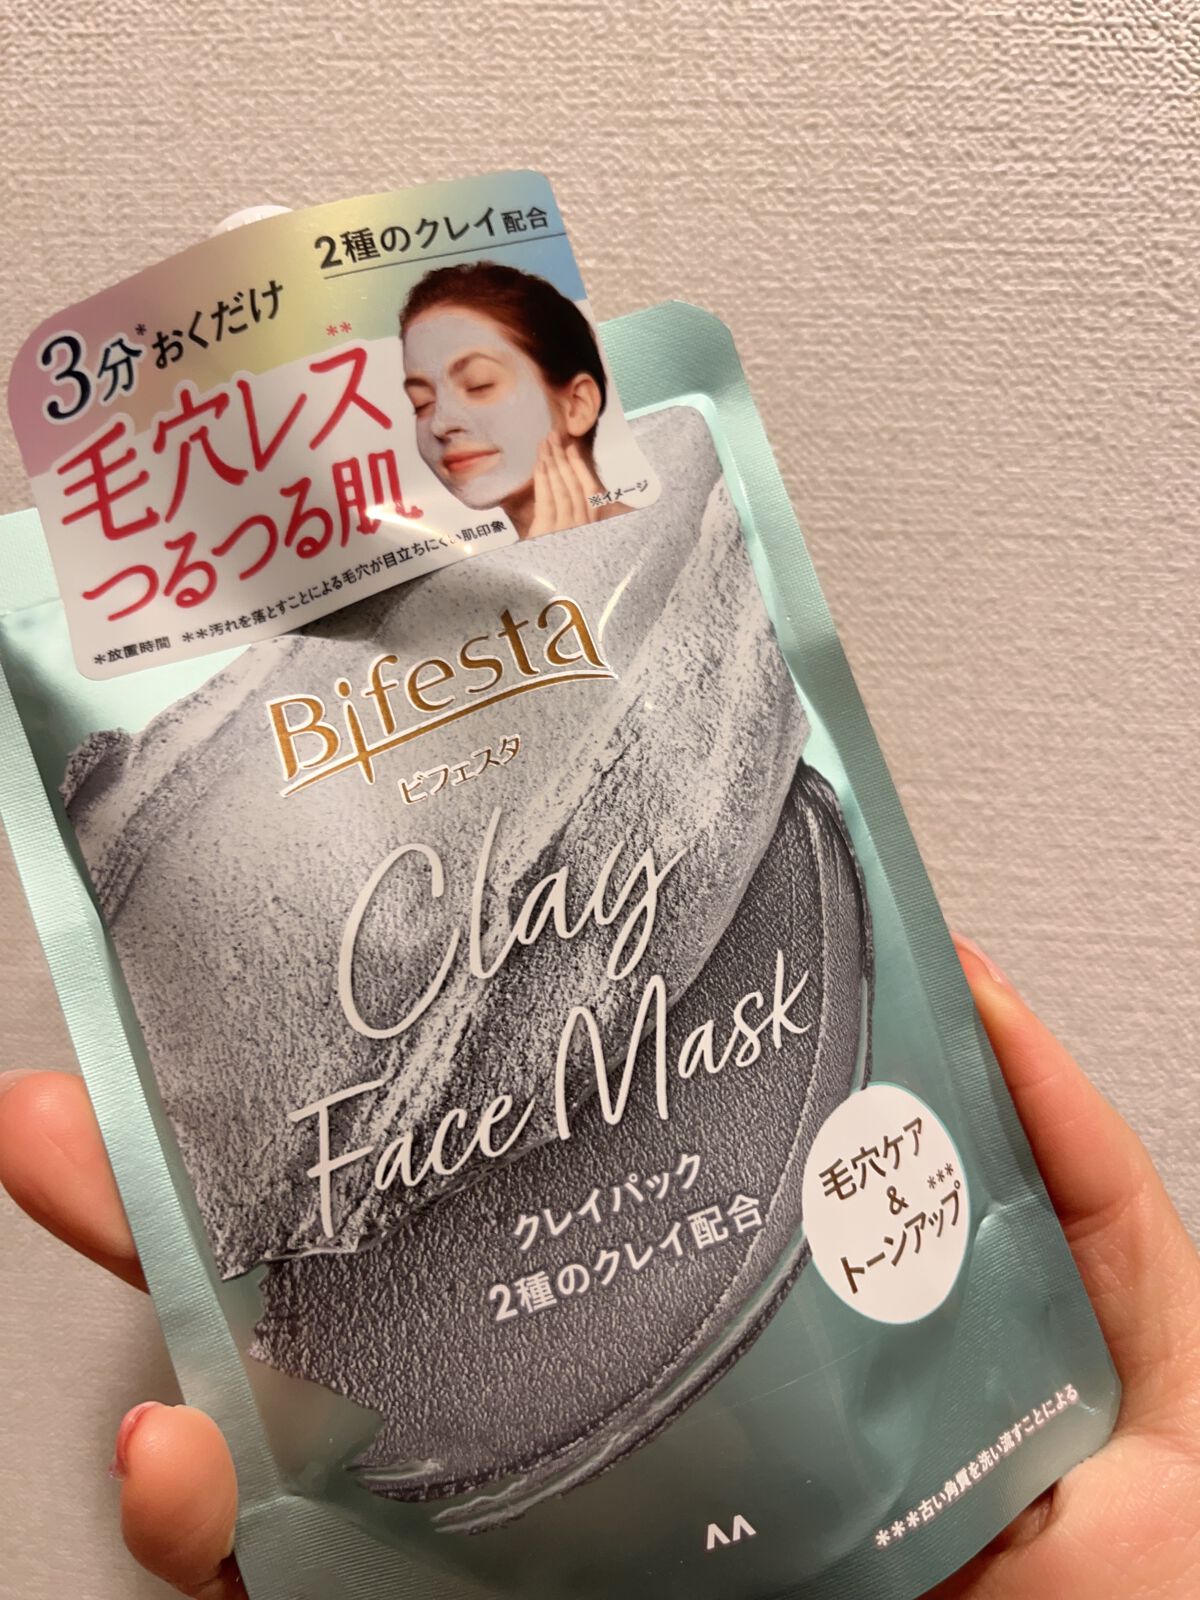 2種のクレイ配合
3分*おくだけ
毛穴レス**
つるつる肌
※イメージ
*放置時間 **汚れを落とすことによる毛穴が目立ちにくい肌印象
Bifesta
ビフェスタ
Clay
Face Mask
クレイパック
2種のクレイ配合
毛穴ケア
&
トーンアップ***
***古い角質を洗い流すことによる